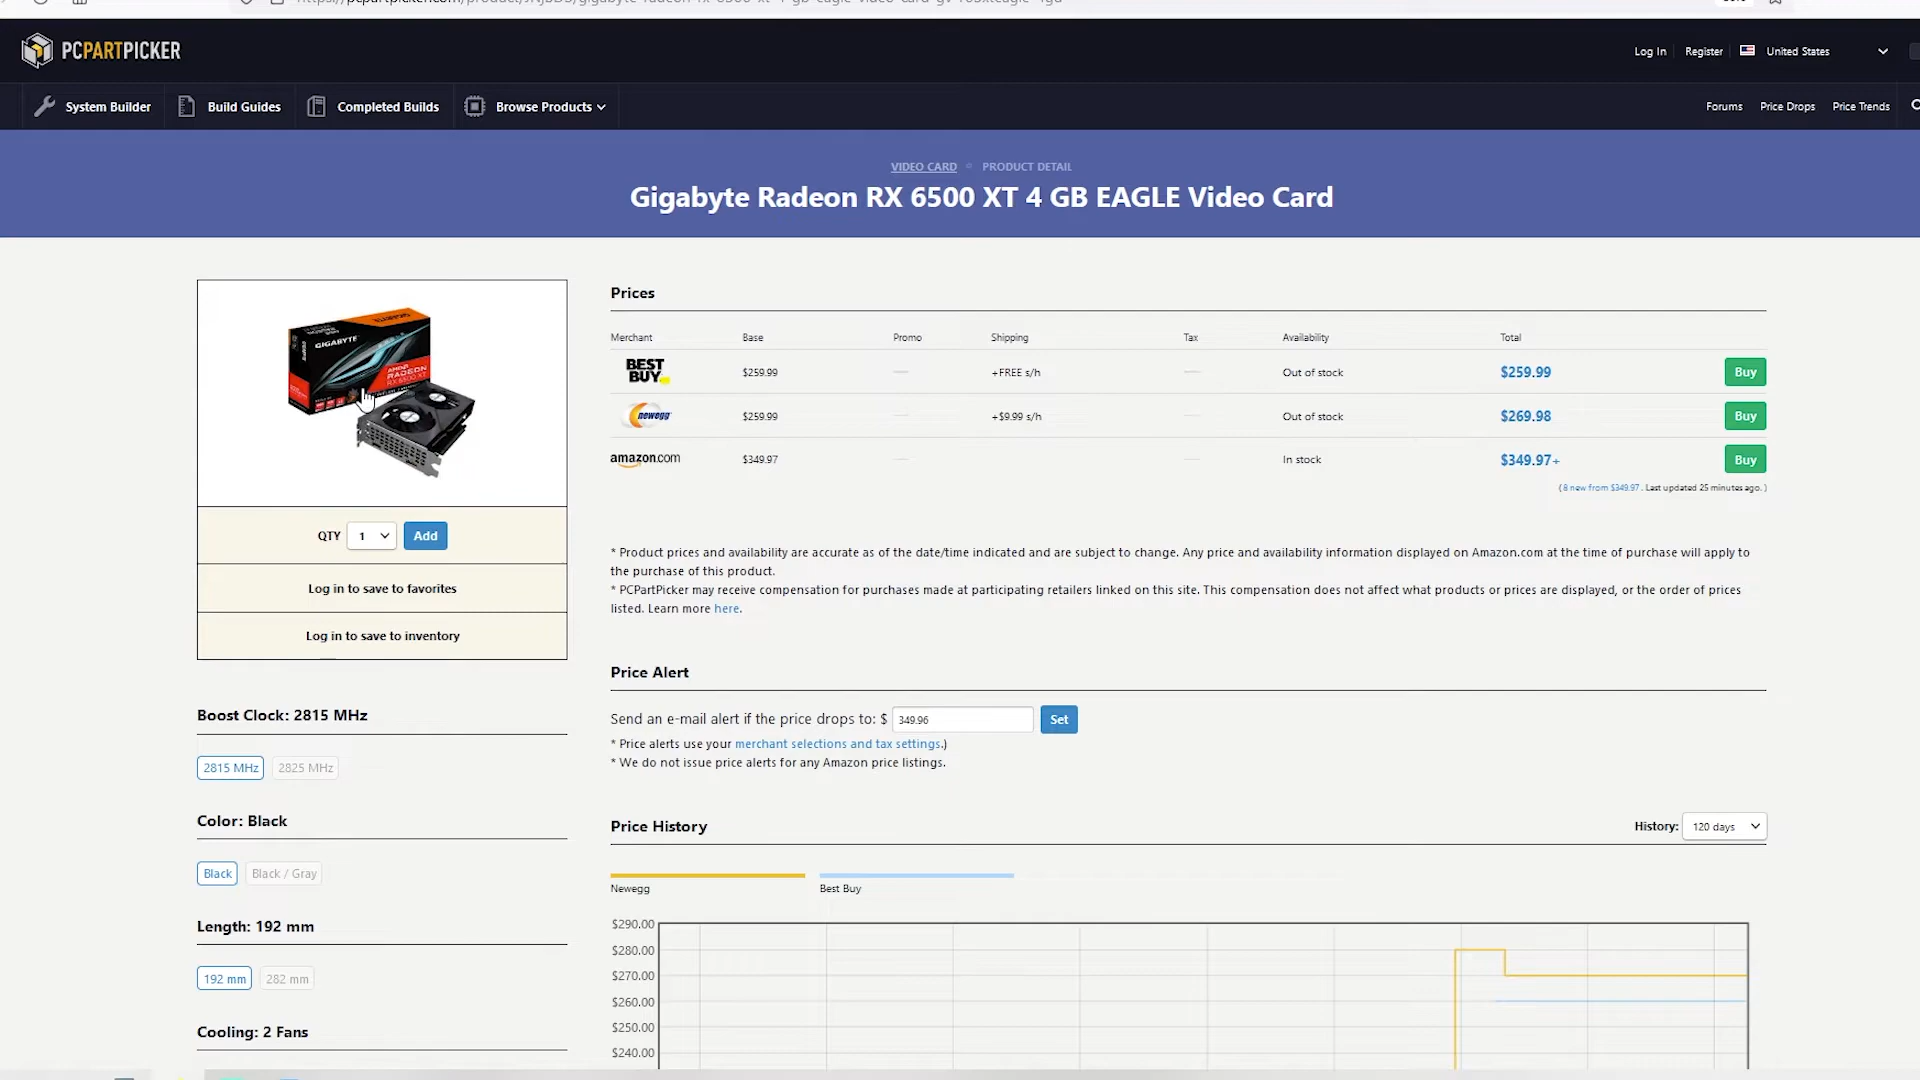 PCPARTPICKER
Log In
Register
United States
System Builder
Build Guides
Completed Builds
Browse Products
Forums
Price Drops
Price Trends
VIDEO CARD
PRODUCT DETAIL
Gigabyte Radeon RX 6500 XT 4 GB EAGLE Video Card
GIGABYTE
AMD
RADEON
RX 6500 XT
QTY 1 Add
Log in to save to favorites
Log in to save to inventory
Boost Clock: 2815 MHz
2815 MHz 2825 MHz
Color: Black
Black Black / Gray
Length: 192 mm
192 mm 282 mm
Cooling: 2 Fans
Prices
Merchant Base Promo Shipping Tax Availability Total
BEST BUY $259.99 +FREE s/h Out of stock $259.99 Buy
newegg $259.99 +$9.99 s/h Out of stock $269.98 Buy
amazon.com $349.97 In stock $349.97+ Buy
( 8 new from $349.97 . Last updated 25 minutes ago. )
* Product prices and availability are accurate as of the date/time indicated and are subject to change. Any price and availability information displayed on Amazon.com at the time of purchase will apply to
the purchase of this product.
* PCPartPicker may receive compensation for purchases made at participating retailers linked on this site. This compensation does not affect what products or prices are displayed, or the order of prices
listed. Learn more here.
Price Alert
Send an e-mail alert if the price drops to: $ 349.96 Set
* Price alerts use your merchant selections and tax settings.)
* We do not issue price alerts for any Amazon price listings.
Price History
History: 120 days
Newegg
Best Buy
$290.00
$280.00
$270.00
$260.00
$250.00
$240.00